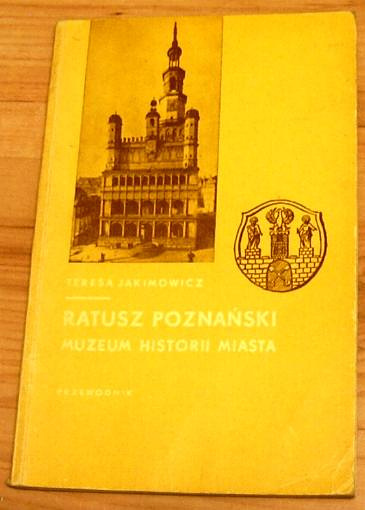 TERESA JAKIMOWICZ
RATUSZ POZNAŃSKI
MUZEUM HISTORII MIASTA
PRZEWODNIK